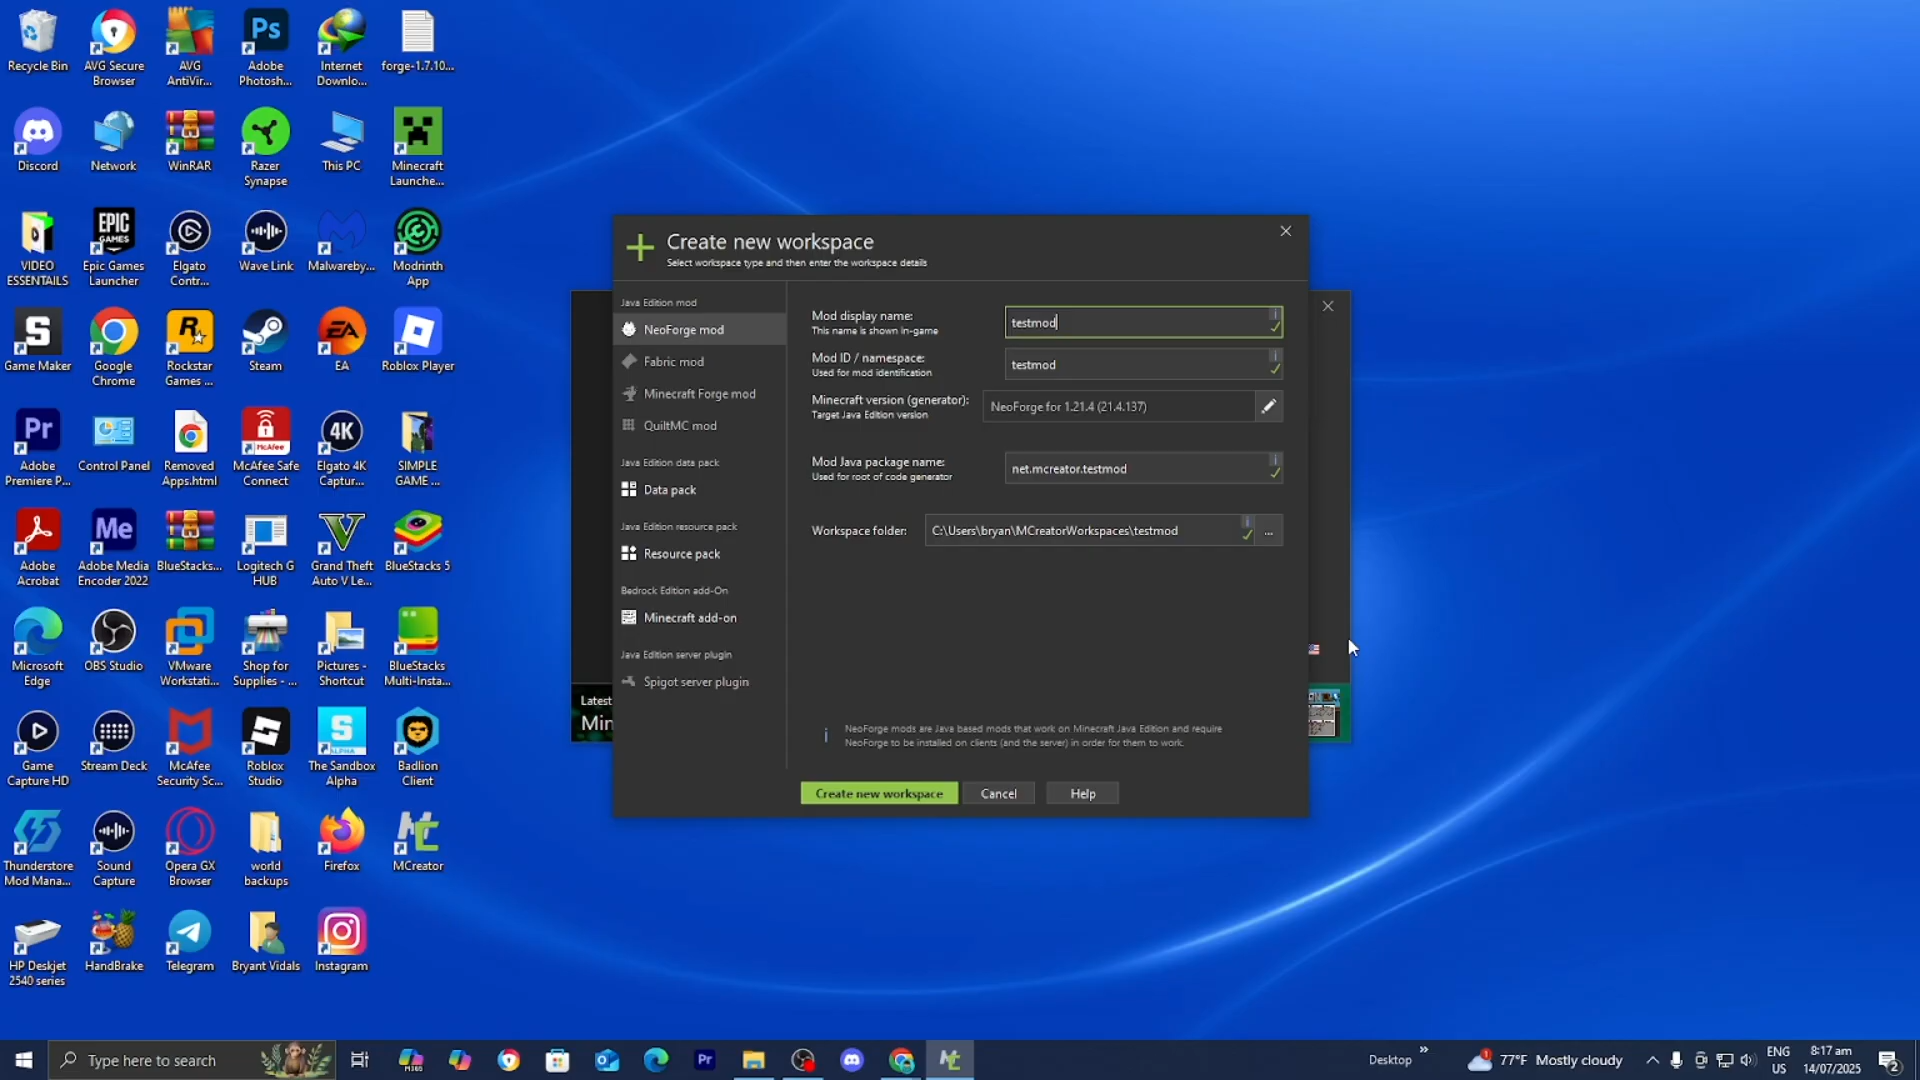 Recycle Bin
AVG Secure
Browser
AVG
AntiVir...
Ps
Adobe
Photosh...
Internet
Downlo...
forge-1.7.10...
Discord
Network
WinRAR
Razer
Synapse
This PC
Minecraft
Launche...
VIDEO
ESSENTAILS
EPIC
GAMES
Epic Games
Launcher
Elgato
Contr...
Wave Link
Malwareby...
Modrinth
App
Game Maker
Google
Chrome
Rockstar
Games ...
Steam
EA
EA
Roblox Player
Pr
Adobe
Premiere P...
Control Panel
Removed
Apps.html
McAfee
McAfee Safe
Connect
4K
Elgato 4K
Captur...
SIMPLE
GAME ...
Adobe
Acrobat
Me
Adobe Media
Encoder 2022
BlueStacks...
Logitech G
HUB
Grand Theft
Auto V Le...
BlueStacks 5
Microsoft
Edge
OBS Studio
VMware
Workstati...
Shop for
Supplies - ...
Pictures -
Shortcut
BlueStacks
Multi-Insta...
Game
Capture HD
Stream Deck
McAfee
Security Sc...
Roblox
Studio
ALPHA
The Sandbox
Alpha
Badlion
Client
Thunderstore
Mod Mana...
Sound
Capture
Opera GX
Browser
world
backups
Firefox
MCreator
HP Deskjet
2540 series
HandBrake
Telegram
Bryant Vidals
Instagram
Create new workspace
Select workspace type and then enter the workspace details
Java Edition mod
NeoForge mod
Fabric mod
Minecraft Forge mod
QuiltMC mod
Java Edition data pack
Data pack
Java Edition resource pack
Resource pack
Bedrock Edition add-On
Minecraft add-on
Java Edition server plugin
Spigot server plugin
Mod display name:
This name is shown in-game
testmod
Mod ID / namespace:
Used for mod identification
testmod
Minecraft version (generator):
Target Java Edition version
NeoForge for 1.21.4 (21.4.137)
Mod Java package name:
Used for root of code generator
net.mcreator.testmod
Workspace folder:
C:\Users\bryan\MCreatorWorkspaces\testmod
...
NeoForge mods are Java based mods that work on Minecraft Java Edition and require
NeoForge to be installed on clients (and the server) in order for them to work.
Create new workspace
Cancel
Help
Latest
Min
Type here to search
M365
Pr
Desktop
77°F Mostly cloudy
ENG
US
8:17 am
14/07/2025
2